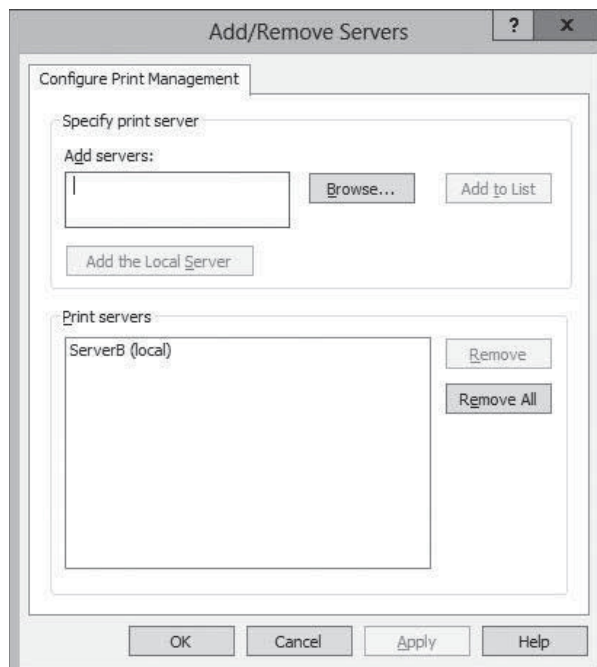 Add/Remove Servers
?
x
Configure Print Management
Specify print server
Add servers:
Browse...
Add to List
Add the Local Server
Print servers
ServerB (local)
Remove
Remove All
OK
Cancel
Apply
Help